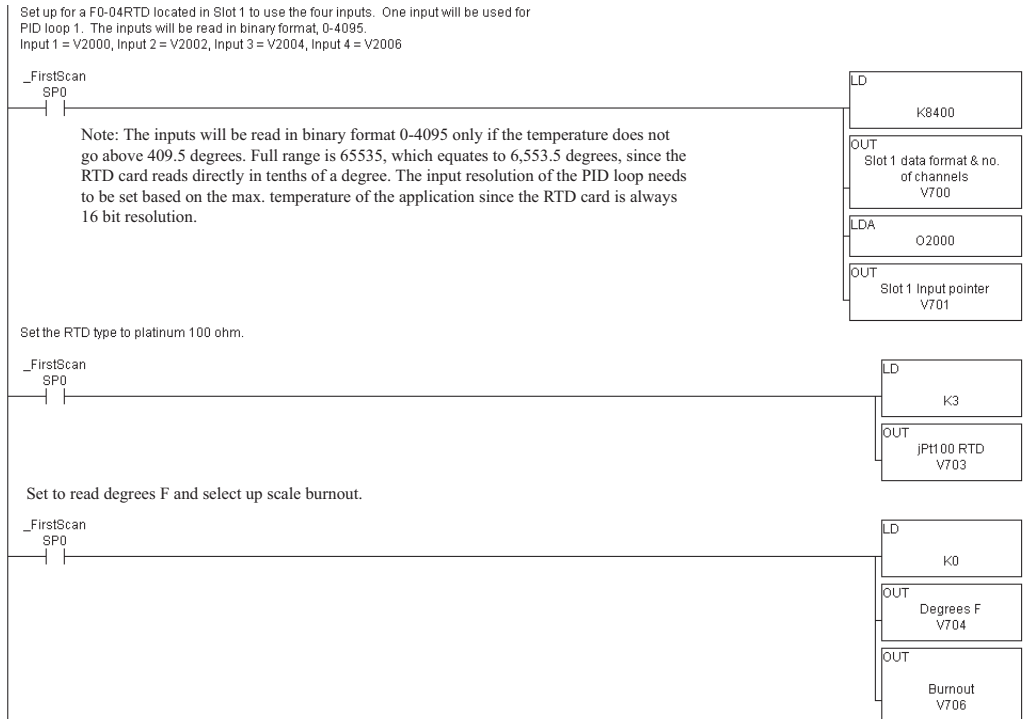 Set up for a F0-04RTD located in Slot 1 to use the four inputs. One input will be used for
PID loop 1. The inputs will be read in binary format, 0-4095.
Input 1 = V2000, Input 2 = V2002, Input 3 = V2004, Input 4 = V2006
_FirstScan
SP0
LD
K8400
Note: The inputs will be read in binary format 0-4095 only if the temperature does not
go above 409.5 degrees. Full range is 65535, which equates to 6,553.5 degrees, since the
RTD card reads directly in tenths of a degree. The input resolution of the PID loop needs
to be set based on the max. temperature of the application since the RTD card is always
16 bit resolution.
OUT
Slot 1 data format & no.
of channels
V700
LDA
O2000
OUT
Slot 1 Input pointer
V701
Set the RTD type to platinum 100 ohm.
_FirstScan
SP0
LD
K3
OUT
jPt100 RTD
V703
Set to read degrees F and select up scale burnout.
_FirstScan
SP0
LD
K0
OUT
Degrees F
V704
OUT
Burnout
V706